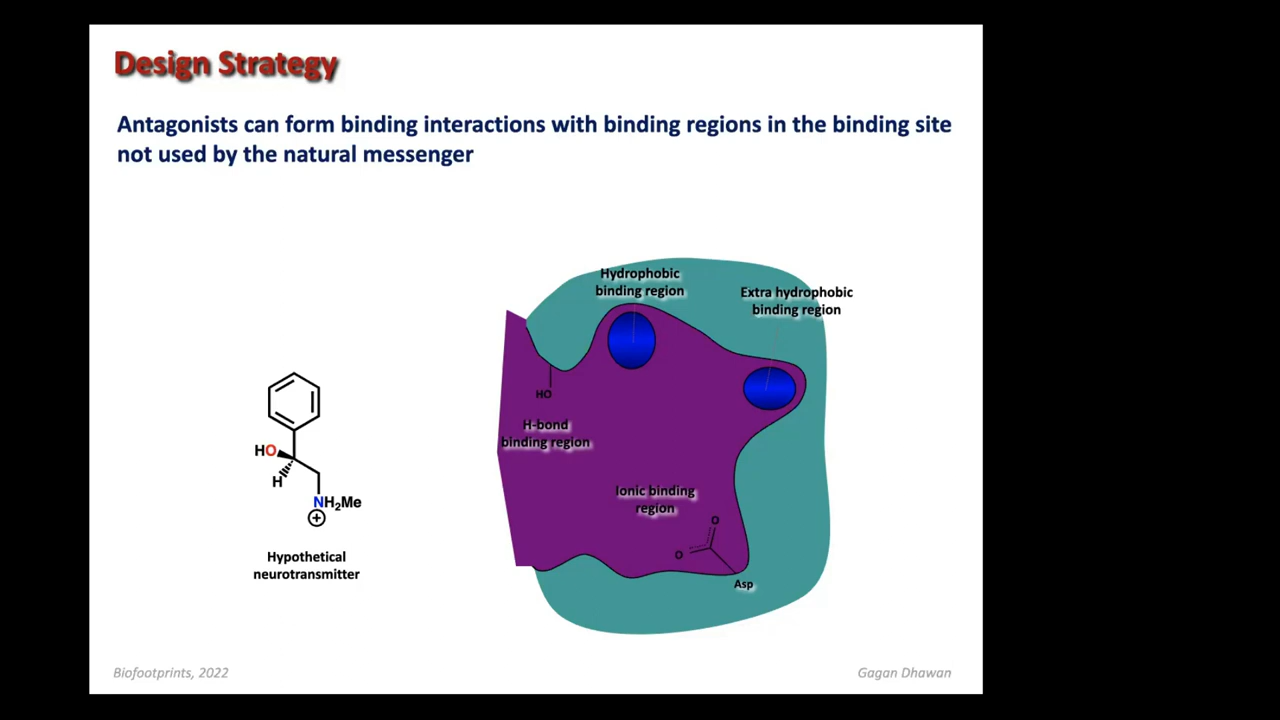 Design Strategy
Antagonists can form binding interactions with binding regions in the binding site
not used by the natural messenger
Hydrophobic
binding region
Extra hydrophobic
binding region
HO
H-bond
binding region
Ionic binding
region
O
O
Asp
HO
H
NH2Me
+
Hypothetical
neurotransmitter
Biofootprints, 2022
Gagan Dhawan